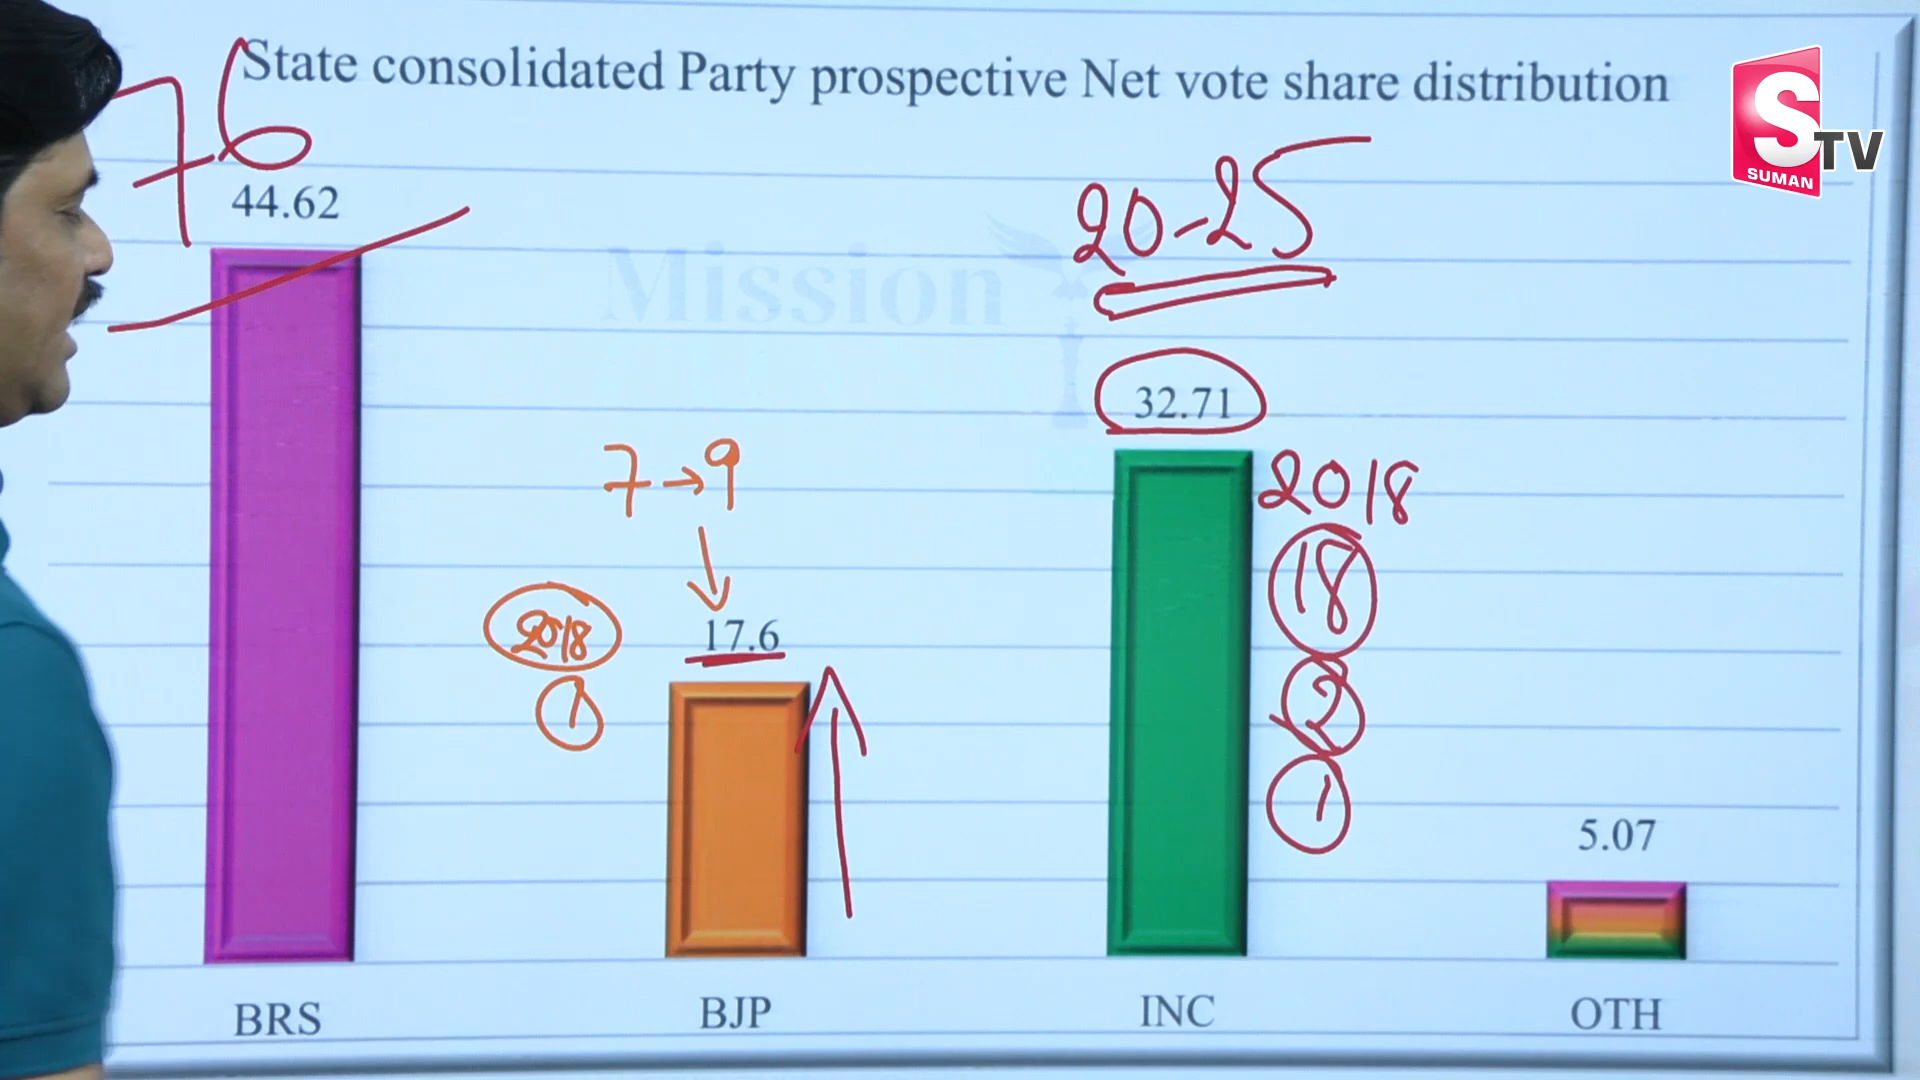 State consolidated Party prospective Net vote share distribution
S
TV
SUMAN
76
44.62
20-25
Mission
32.71
7→9
2018
18
2018
17.6
1
2
1
5.07
BRS
BJP
INC
OTH